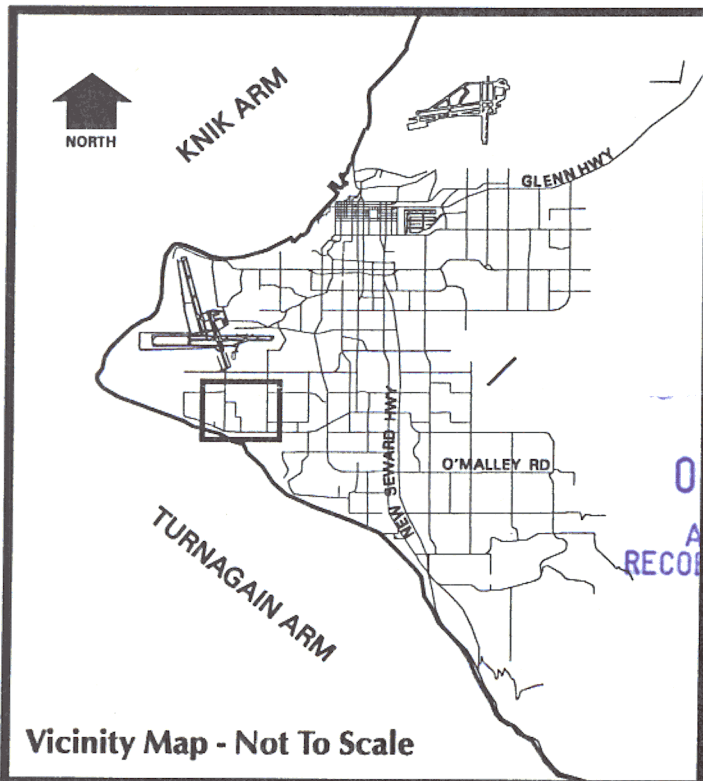 NORTH
KNIK ARM
GLENN HWY
NEW SEWARD HWY
O'MALLEY RD
TURNAGAIN ARM
Vicinity Map - Not To Scale